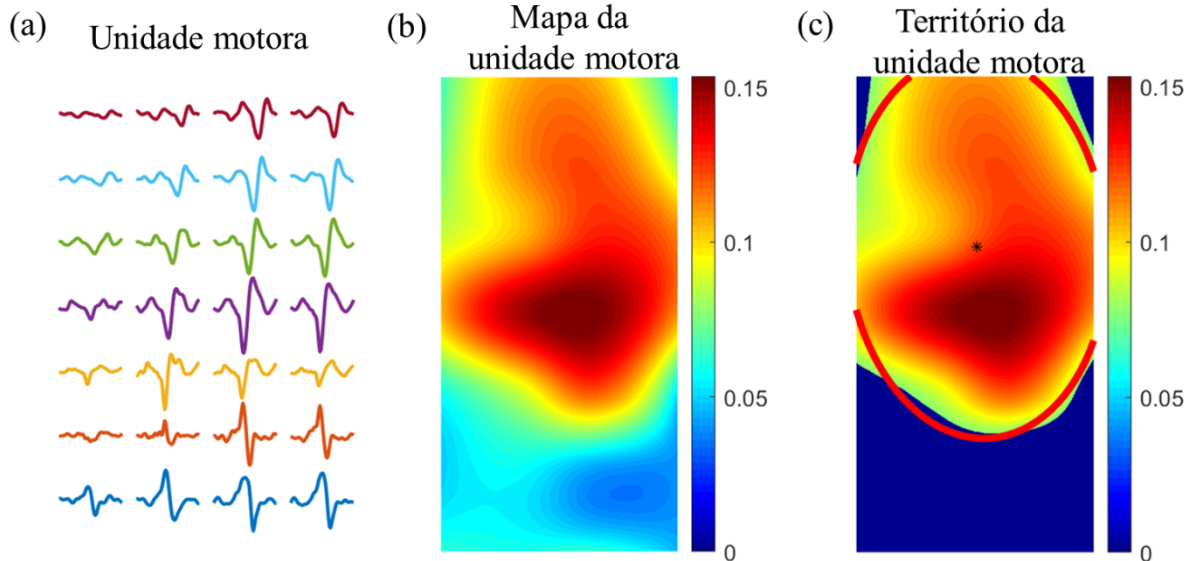 (a)
Unidade motora
(b)
Mapa da
unidade motora
0.15
0.1
0.05
0
(c)
Território da
unidade motora
0.15
0.1
0.05
0